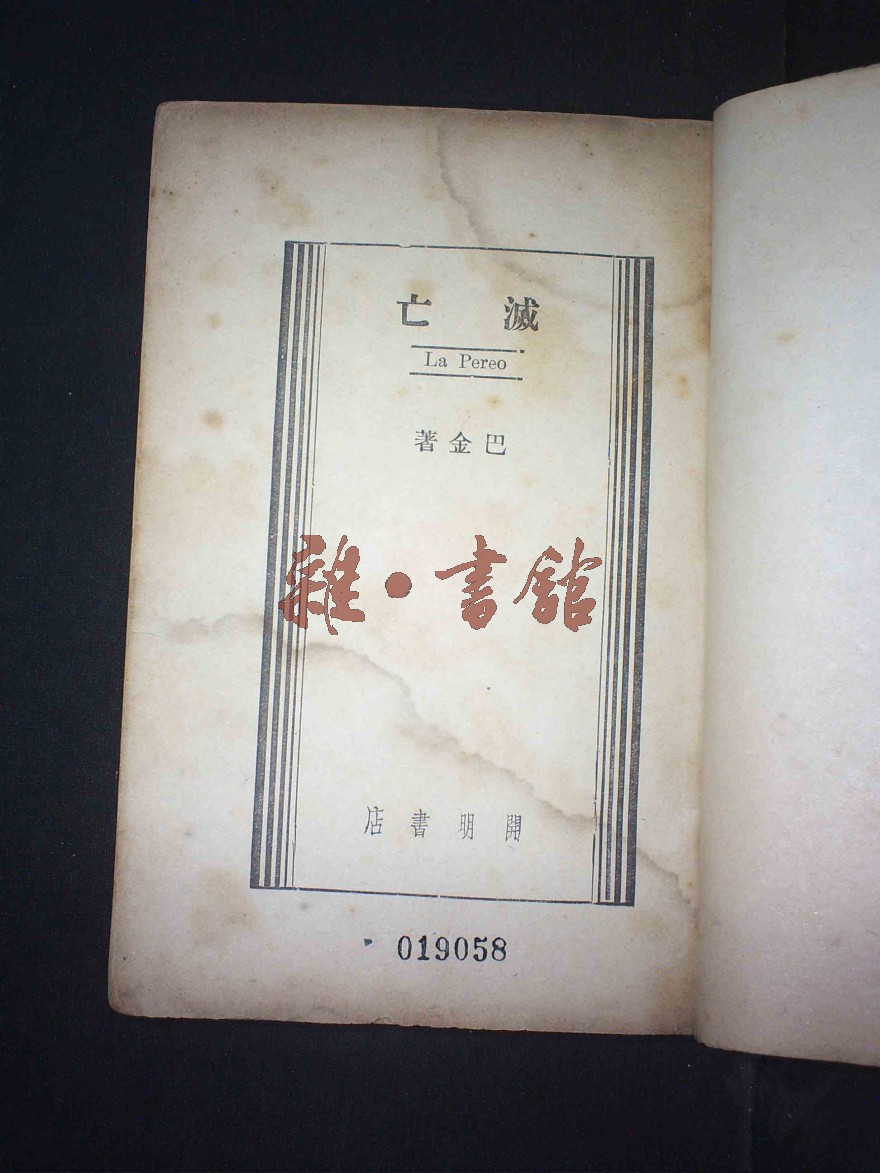 滅亡
La Pereo
巴金著
雜·書館
開明書店
019058